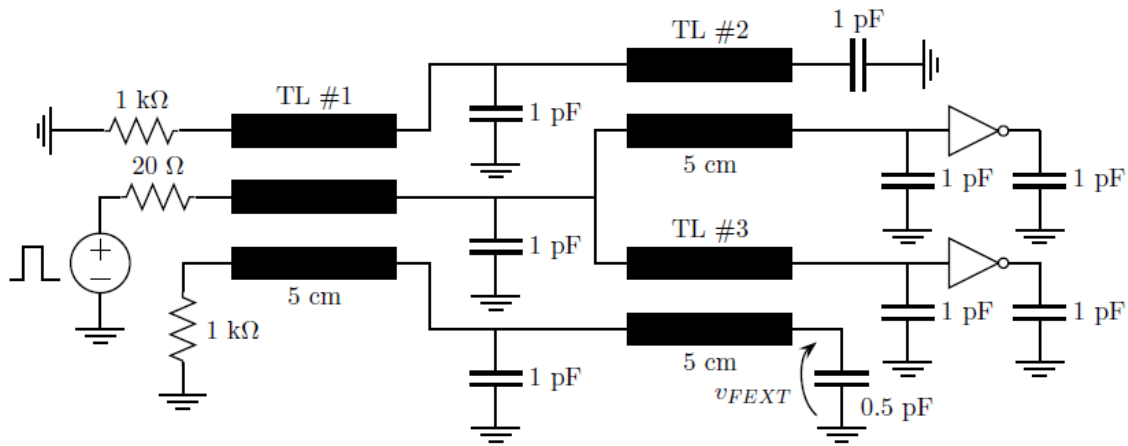 TL #2
1 pF
1 kΩ
TL #1
1 pF
20 Ω
5 cm
1 pF
1 pF
+
−
1 pF
TL #3
5 cm
1 kΩ
1 pF
1 pF
1 pF
5 cm
vFEXT
0.5 pF